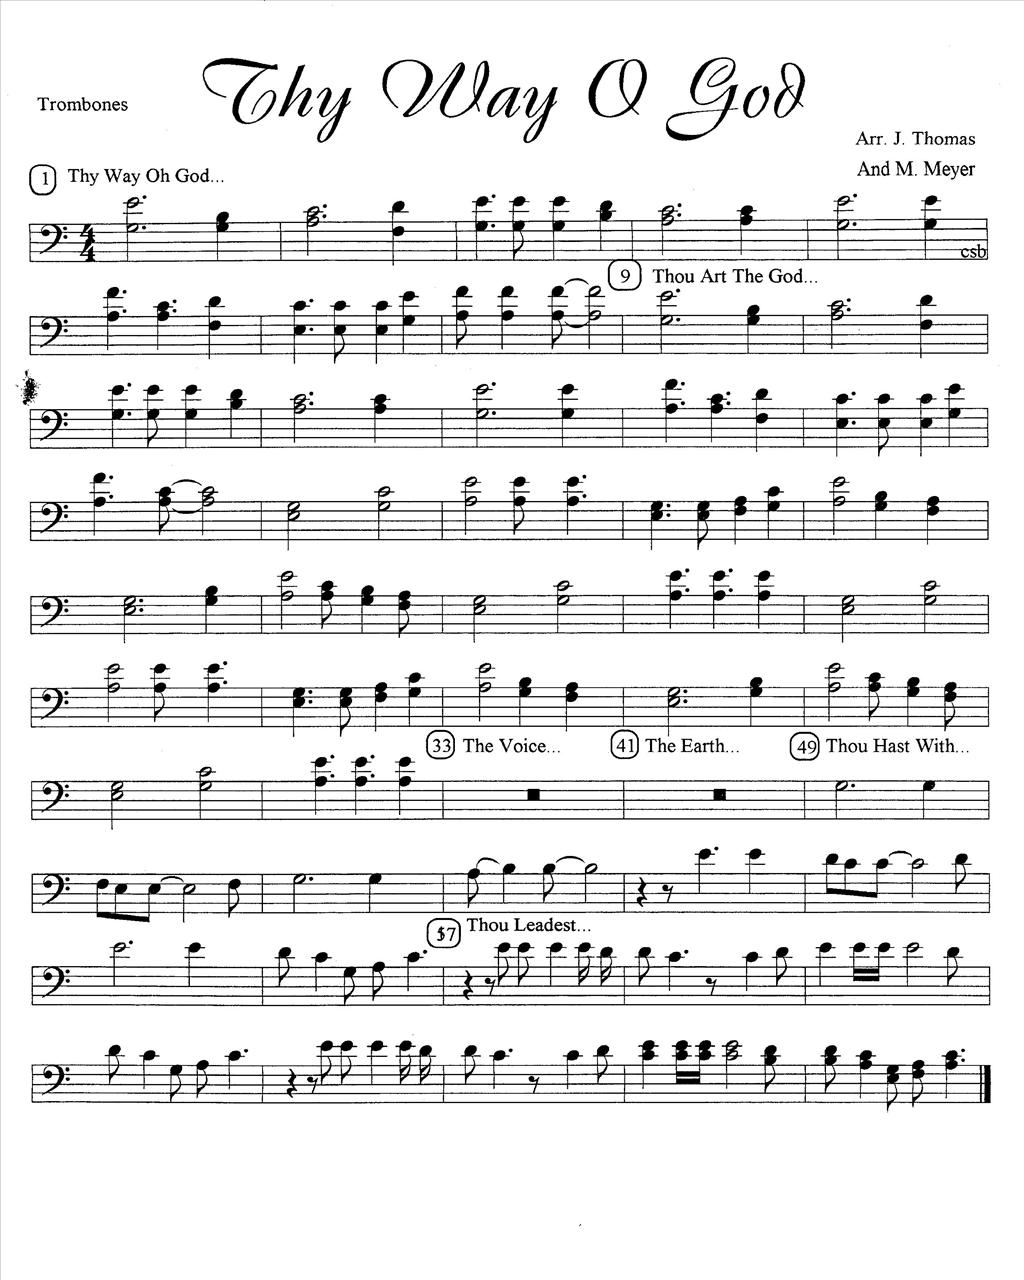 Thy Way O God
Trombones
Arr. J. Thomas
And M. Meyer
1 Thy Way Oh God...
4
4
csb
9 Thou Art The God...
33 The Voice...
41 The Earth...
49 Thou Hast With...
57 Thou Leadest...